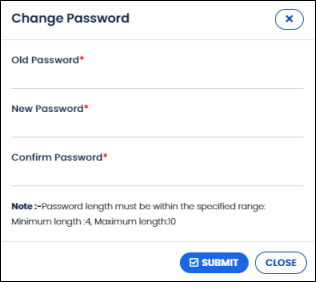 Change Password
Old Password*
New Password*
Confirm Password*
Note :-Password length must be within the specified range:
Minimum length :4, Maximum length:10
SUBMIT CLOSE